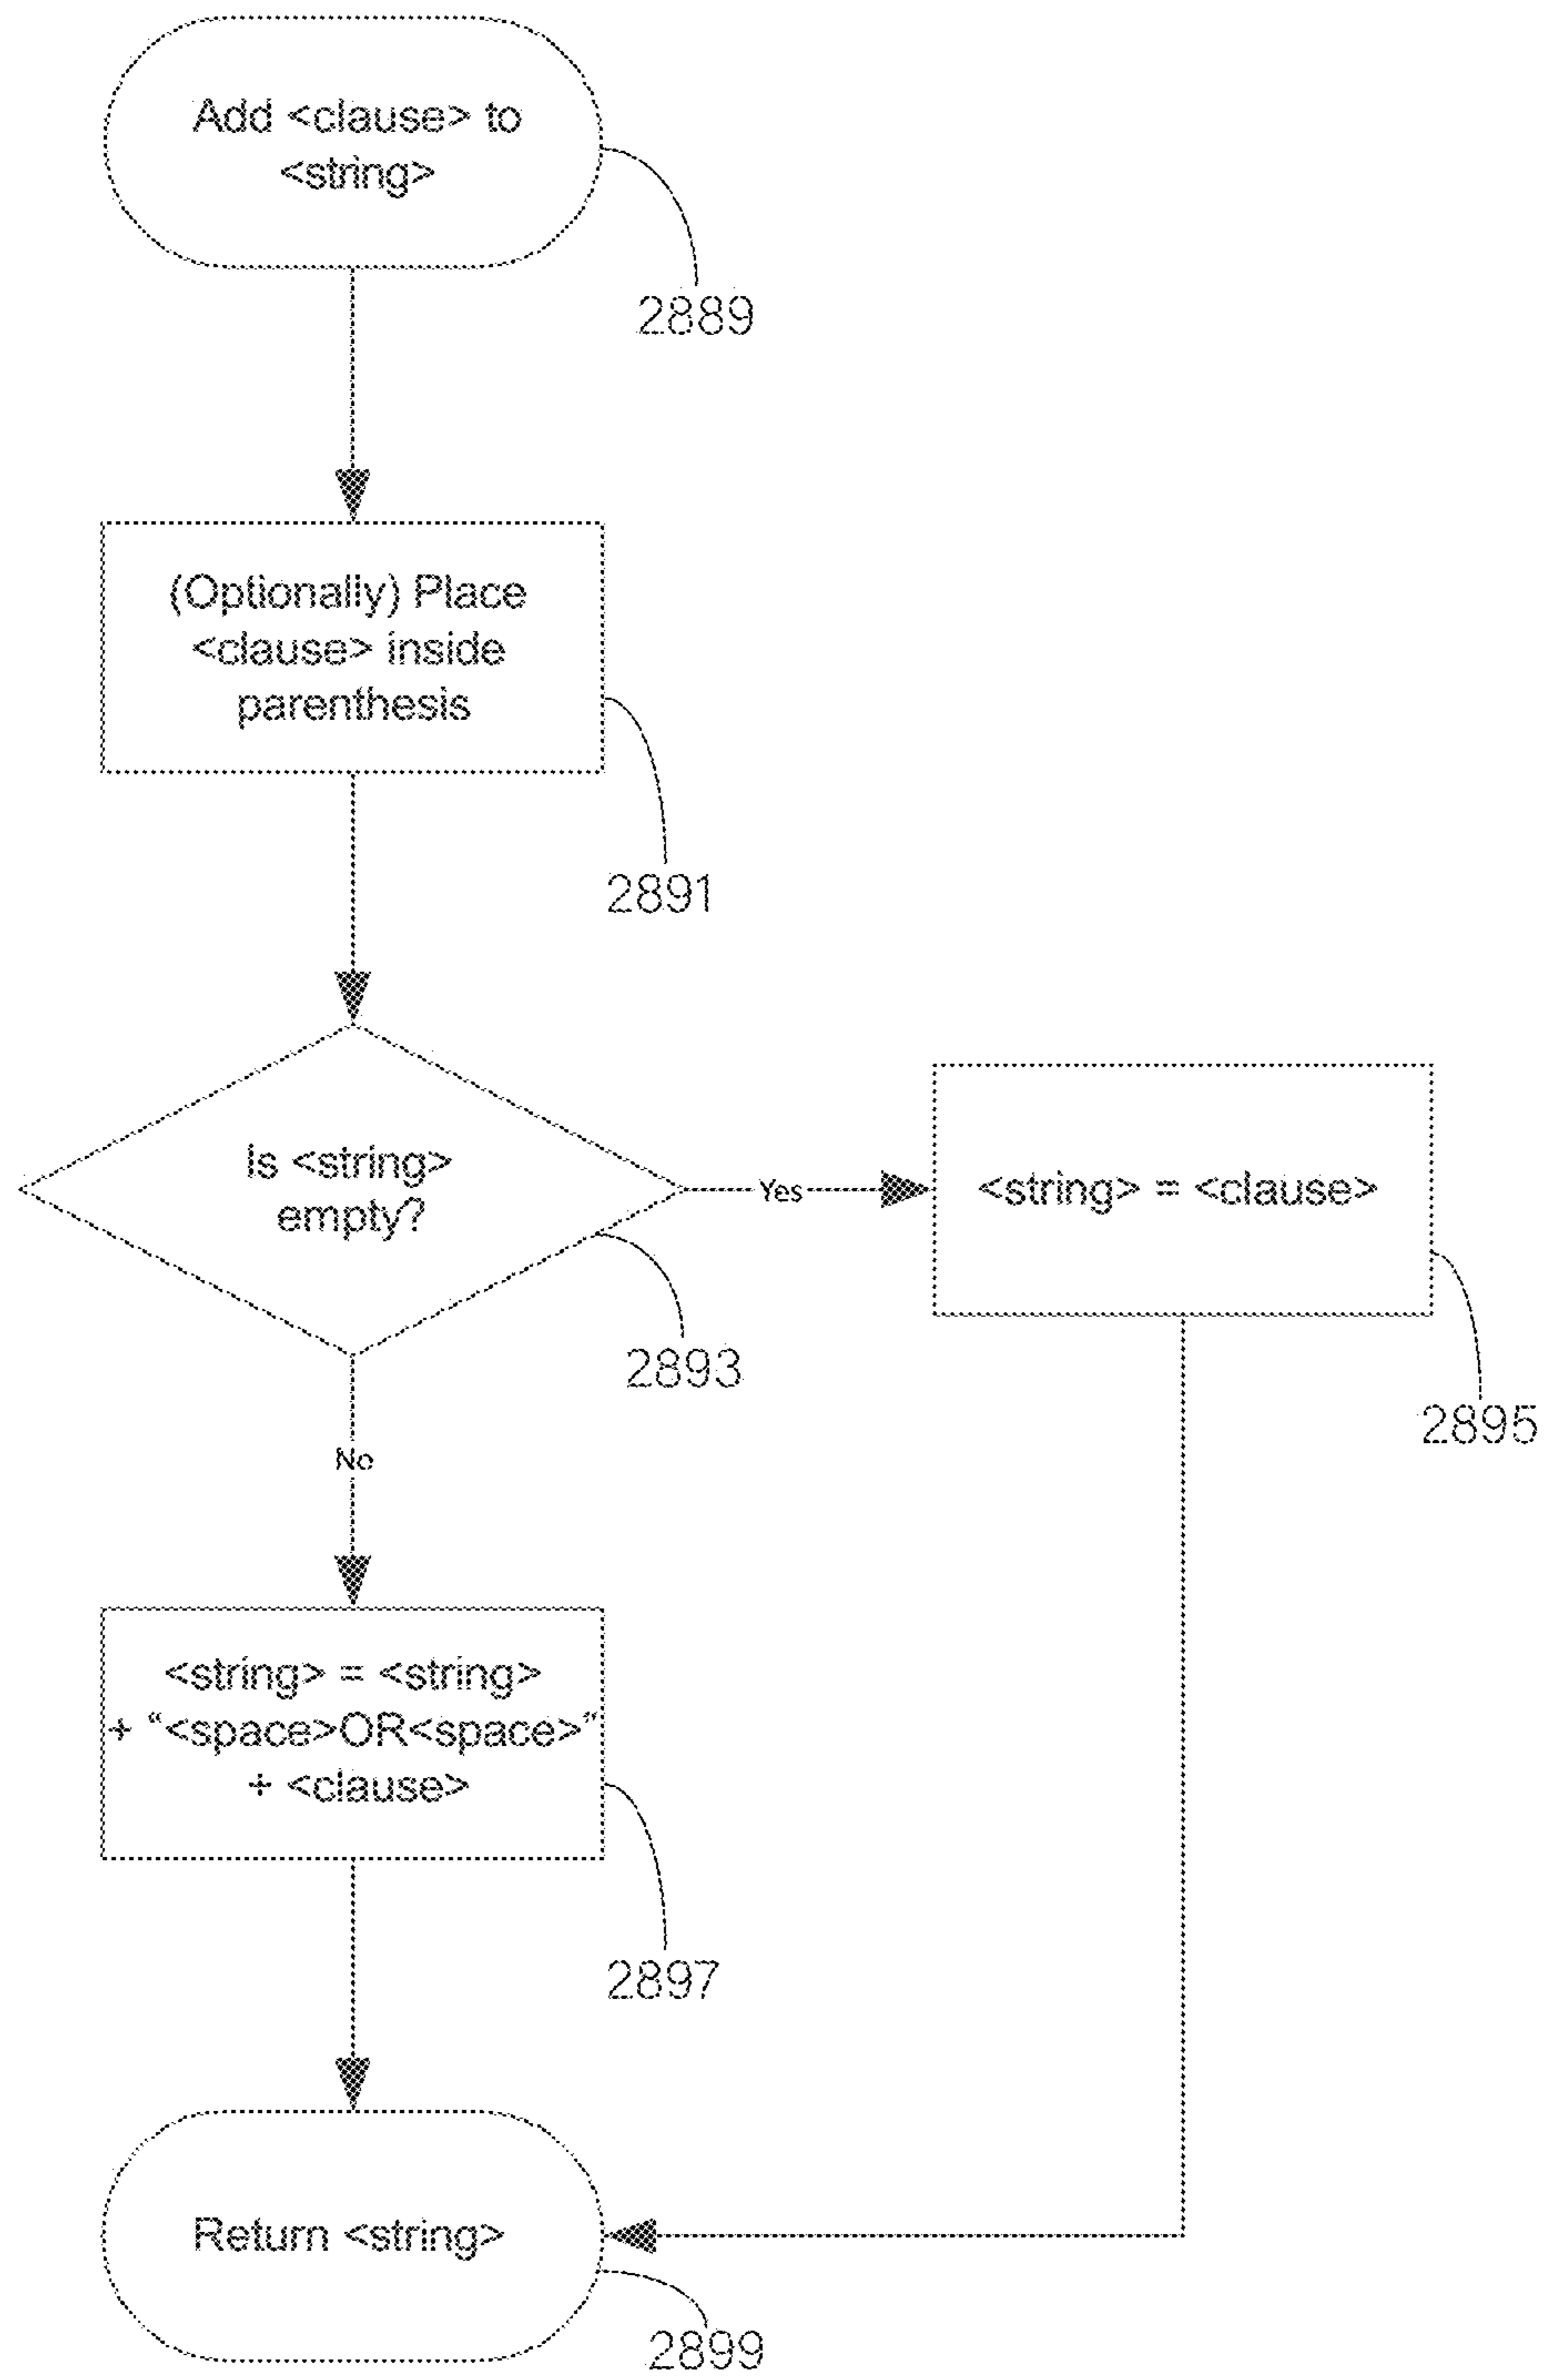 Add <clause> to
<string>
2889
(Optionally) Place
<clause> inside
parenthesis
2891
Is <string>
empty?
2893
Yes
<string> = <clause>
2895
No
<string> = <string>
+ “<space>OR<space>“
+ <clause>
2897
Return <string>
2899